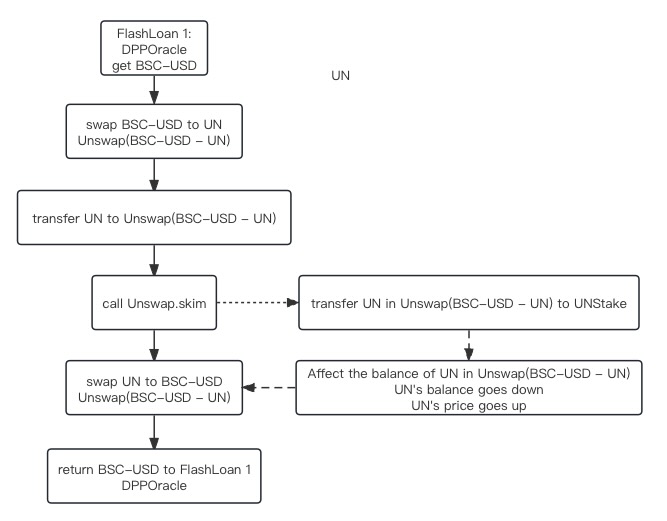 FlashLoan 1:
DPPOracle
get BSC-USD
UN
swap BSC-USD to UN
Unswap(BSC-USD - UN)
transfer UN to Unswap(BSC-USD - UN)
call Unswap.skim
transfer UN in Unswap(BSC-USD - UN) to UNStake
swap UN to BSC-USD
Unswap(BSC-USD - UN)
Affect the balance of UN in Unswap(BSC-USD - UN)
UN's balance goes down
UN's price goes up
return BSC-USD to FlashLoan 1
DPPOracle